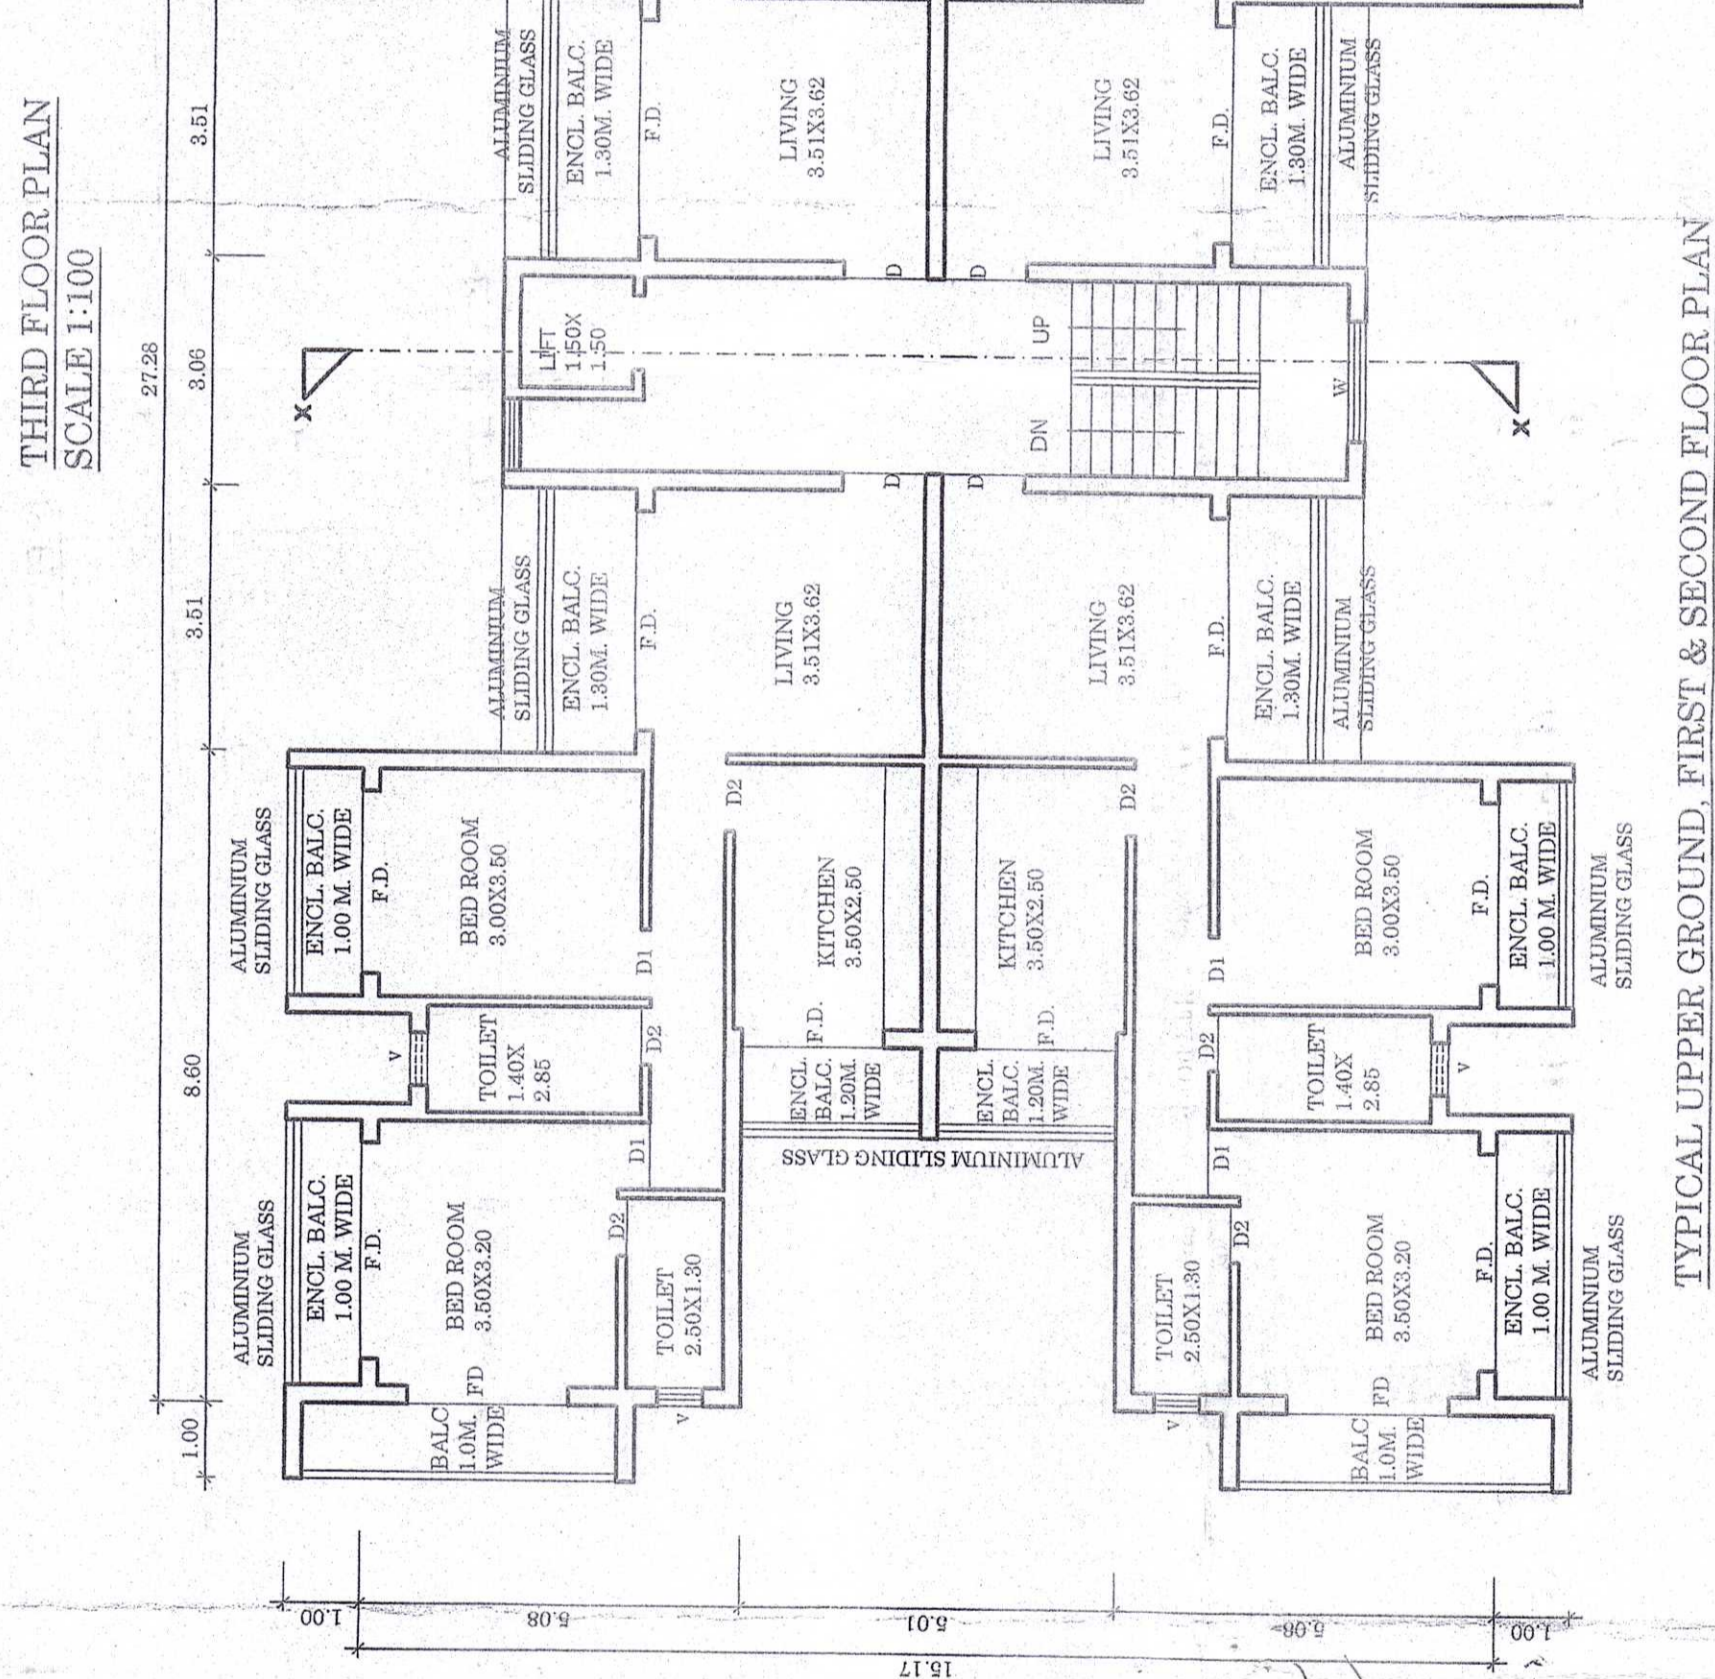 THIRD FLOOR PLAN
SCALE 1:100
27.28
3.51
3.06
3.51
8.60
1.00
ALUMINIUM
SLIDING GLASS
ENCL. BALC.
1.30M. WIDE
F.D.
LIVING
3.51X3.62
LIVING
3.51X3.62
F.D.
ENCL. BALC.
1.30M. WIDE
ALUMINIUM
SLIDING GLASS
D
D
LIFT
1.50X
1.50
UP
DN
W
X
X
D
D
ALUMINIUM
SLIDING GLASS
ENCL. BALC.
1.30M. WIDE
F.D.
LIVING
3.51X3.62
LIVING
3.51X3.62
F.D.
ENCL. BALC.
1.30M. WIDE
ALUMINIUM
SLIDING GLASS
ALUMINIUM
SLIDING GLASS
ENCL. BALC.
1.00 M. WIDE
F.D.
BED ROOM
3.00X3.50
D1
D2
KITCHEN
3.50X2.50
F.D.
KITCHEN
3.50X2.50
F.D.
D2
D1
BED ROOM
3.00X3.50
F.D.
ENCL. BALC.
1.00 M. WIDE
ALUMINIUM
SLIDING GLASS
V
TOILET
1.40X
2.85
D2
ENCL.
BALC.
1.20M.
WIDE
ENCL.
BALC.
1.20M.
WIDE
D2
TOILET
1.40X
2.85
V
ALUMINIUM SLIDING GLASS
ALUMINIUM
SLIDING GLASS
ENCL. BALC.
1.00 M. WIDE
F.D.
BED ROOM
3.50X3.20
FD
D1
D2
TOILET
2.50X1.30
V
D1
D2
TOILET
2.50X1.30
V
BED ROOM
3.50X3.20
FD
F.D.
ENCL. BALC.
1.00 M. WIDE
ALUMINIUM
SLIDING GLASS
BALC
1.0M.
WIDE
BALC
1.0M.
WIDE
1.00
5.08
5.01
5.08
1.00
15.17
TYPICAL UPPER GROUND, FIRST & SECOND FLOOR PLAN